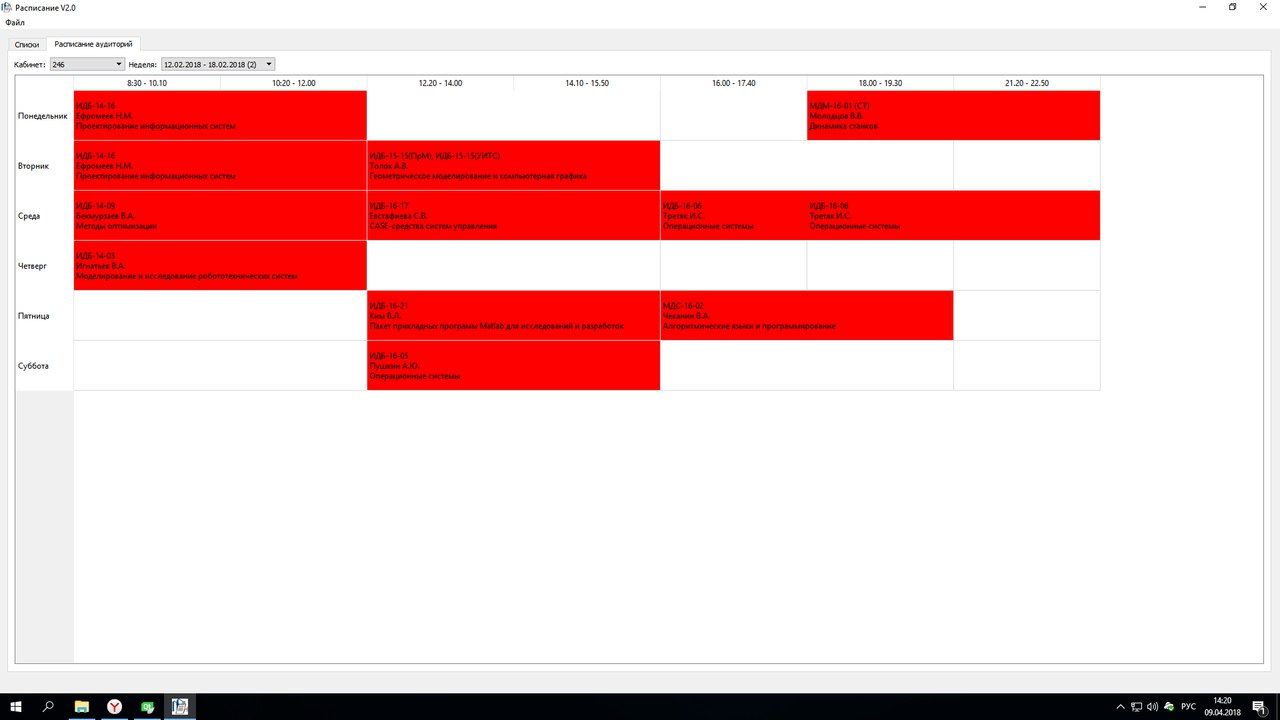 Расписание V2.0
Файл
Списки Расписание аудиторий
Кабинет: 246 Неделя: 12.02.2018 - 18.02.2018 (2)
8:30 - 10.10 10:20 - 12.00 12.20 - 14.00 14.10 - 15.50 16.00 - 17.40 18.00 - 19.30 21.20 - 22.50
Понедельник
ИДБ-14-16
Ефромеев Н.М.
Проектирование информационных систем
МДМ-16-01 (СТ)
Молодцов В.В.
Динамика станков
Вторник
ИДБ-14-16
Ефромеев Н.М.
Проектирование информационных систем
ИДБ-15-15(ПрМ), ИДБ-15-15(УИТС)
Толок А.В.
Геометрическое моделирование и компьютерная графика
Среда
ИДБ-14-09
Бекмурзаев В.А.
Методы оптимизации
ИДБ-16-17
Евстафиева С.В.
CASE-средства систем управления
ИДБ-16-06
Третяк И.С.
Операционные системы
ИДБ-16-08
Третяк И.С.
Операционные системы
Четверг
ИДБ-14-03
Игнатьев В.А.
Моделирование и исследование робототехнических систем
Пятница
ИДБ-16-21
Ким В.Л.
Пакет прикладных программ Matlab для исследований и разработок
МДС-16-02
Чеканин В.А.
Алгоритмические языки и программирование
Суббота
ИДБ-16-05
Пушкин А.Ю.
Операционные системы
РУС
14:20
09.04.2018